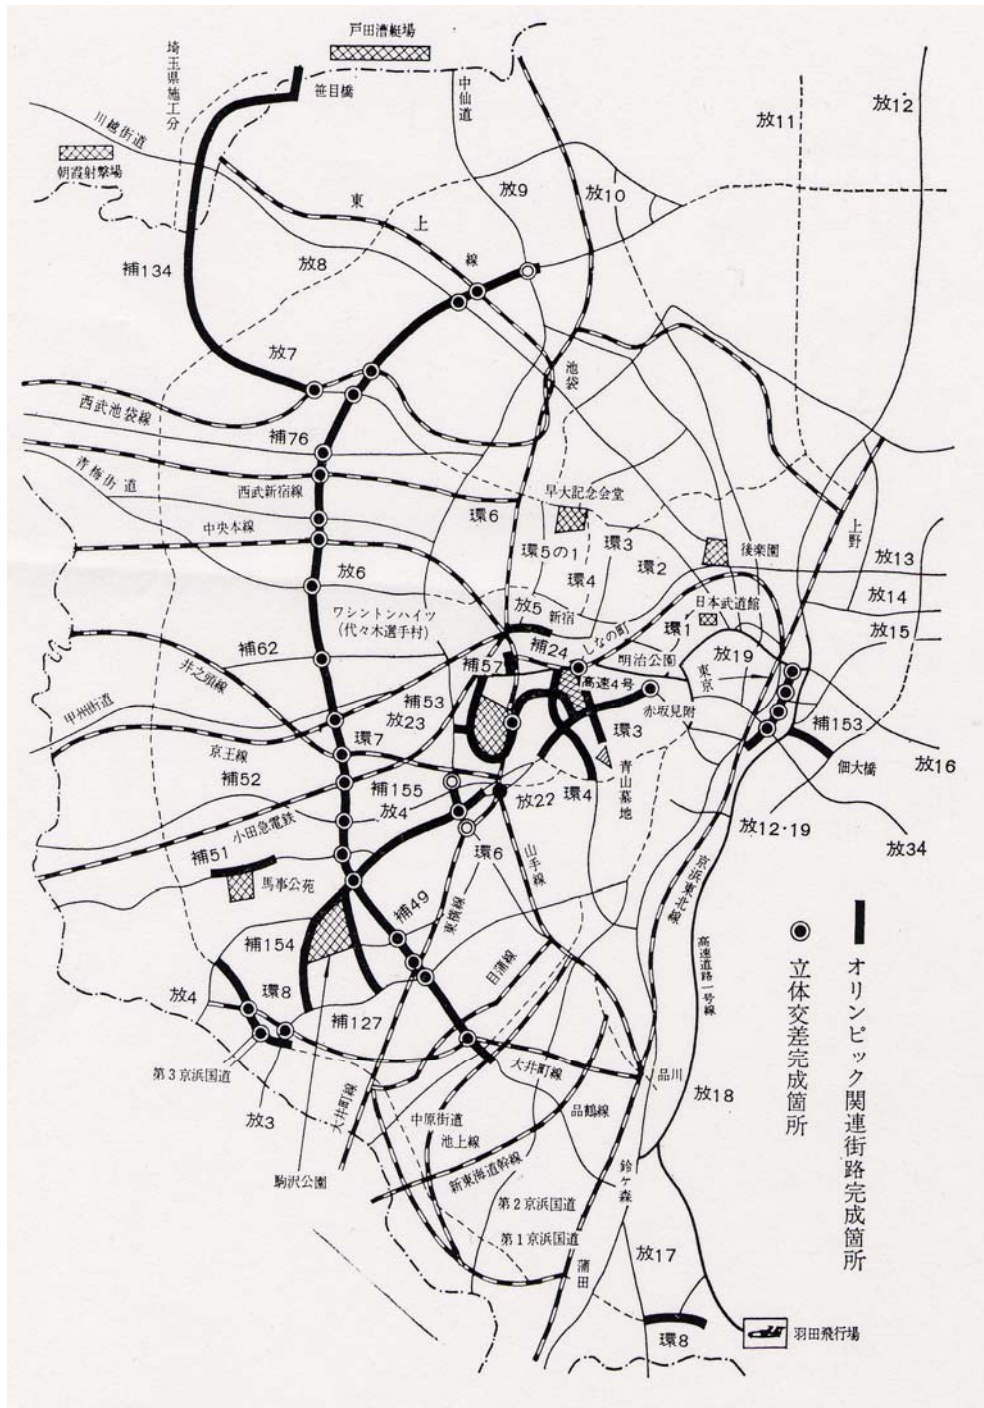 戸田漕艇場
埼玉県施工分
笹目橋
中仙道
放12
放11
川越街道
朝霞射撃場
放9
放10
東上線
補134
放8
放7
池袋
西武池袋線
補76
青梅街道
西武新宿線
早大記念会堂
環6
中央本線
環5の1
環3
環2
後楽園
上野
放13
放6
環4
放14
ワシントンハイツ
(代々木選手村)
放5
新宿
日本武道館
環1
放15
しなの町
補62
補24
補57
明治公園
放19
東京
井之頭線
高速4号
甲州街道
補53
放23
赤坂見附
環3
補153
京王線
環7
佃大橋
放16
補52
補155
放22
環4
青山墓地
放4
小田急電鉄
放12・19
放34
補51
環6
山手線
馬事公苑
京浜東北線
補49
東横線
補154
目蒲線
高速道路一号線
放4
環8
補127
大井町線
品川
第3京浜国道
放18
放3
大井町線
中原街道
池上線
品鶴線
駒沢公園
新東海道幹線
鈴ヶ森
第2京浜国道
第1京浜国道
蒲田
放17
環8
羽田飛行場
オリンピック関連街路完成箇所
立体交差完成箇所